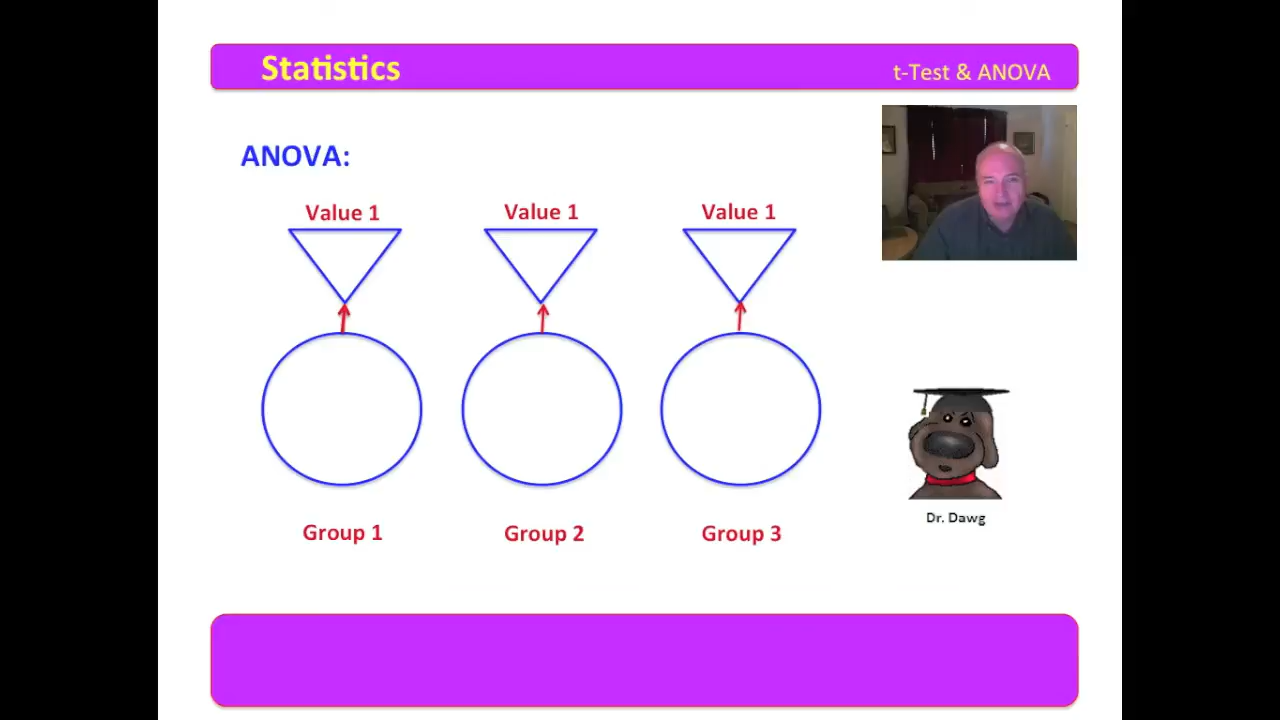 Statistics
t-Test & ANOVA
ANOVA:
Value 1
Value 1
Value 1
Group 1
Group 2
Group 3
Dr. Dawg